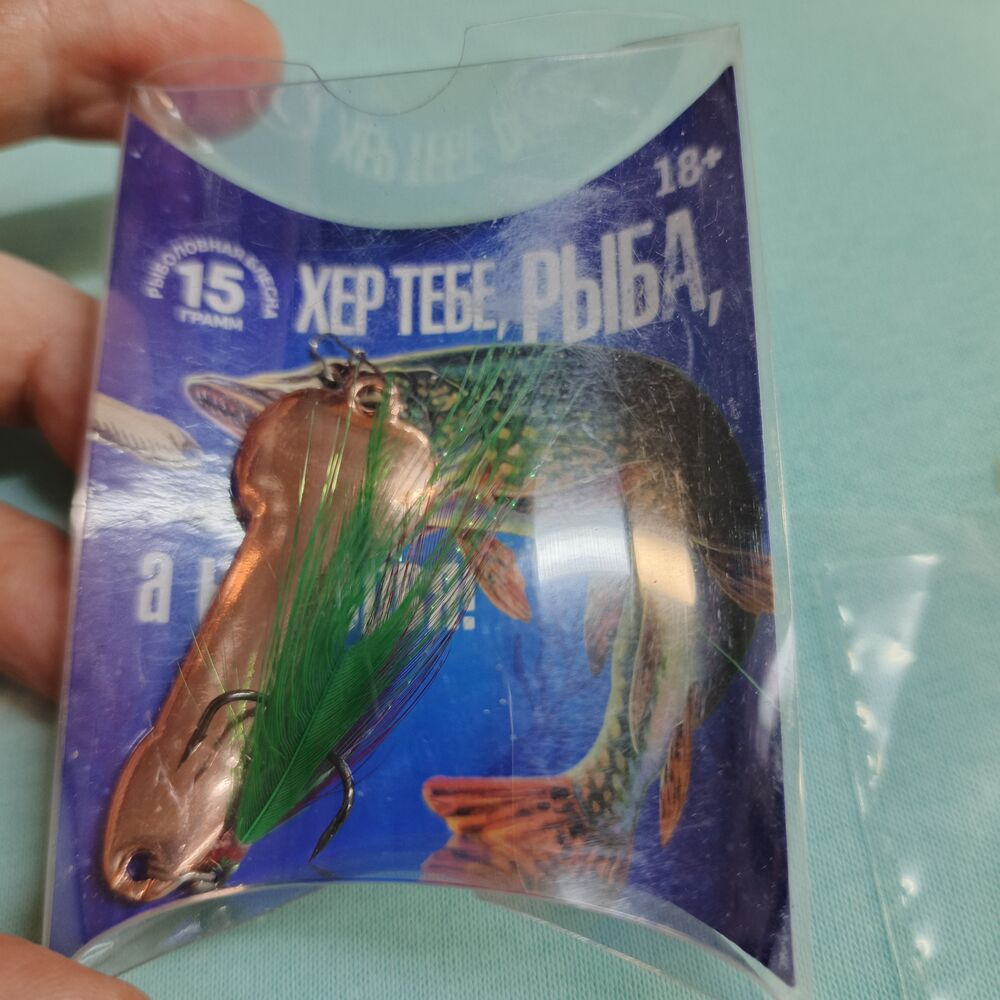 18+
РЫБОЛОВНАЯ БЛЕСНА
15
ГРАММ
ХЕР ТЕБЕ, РЫБА,
а